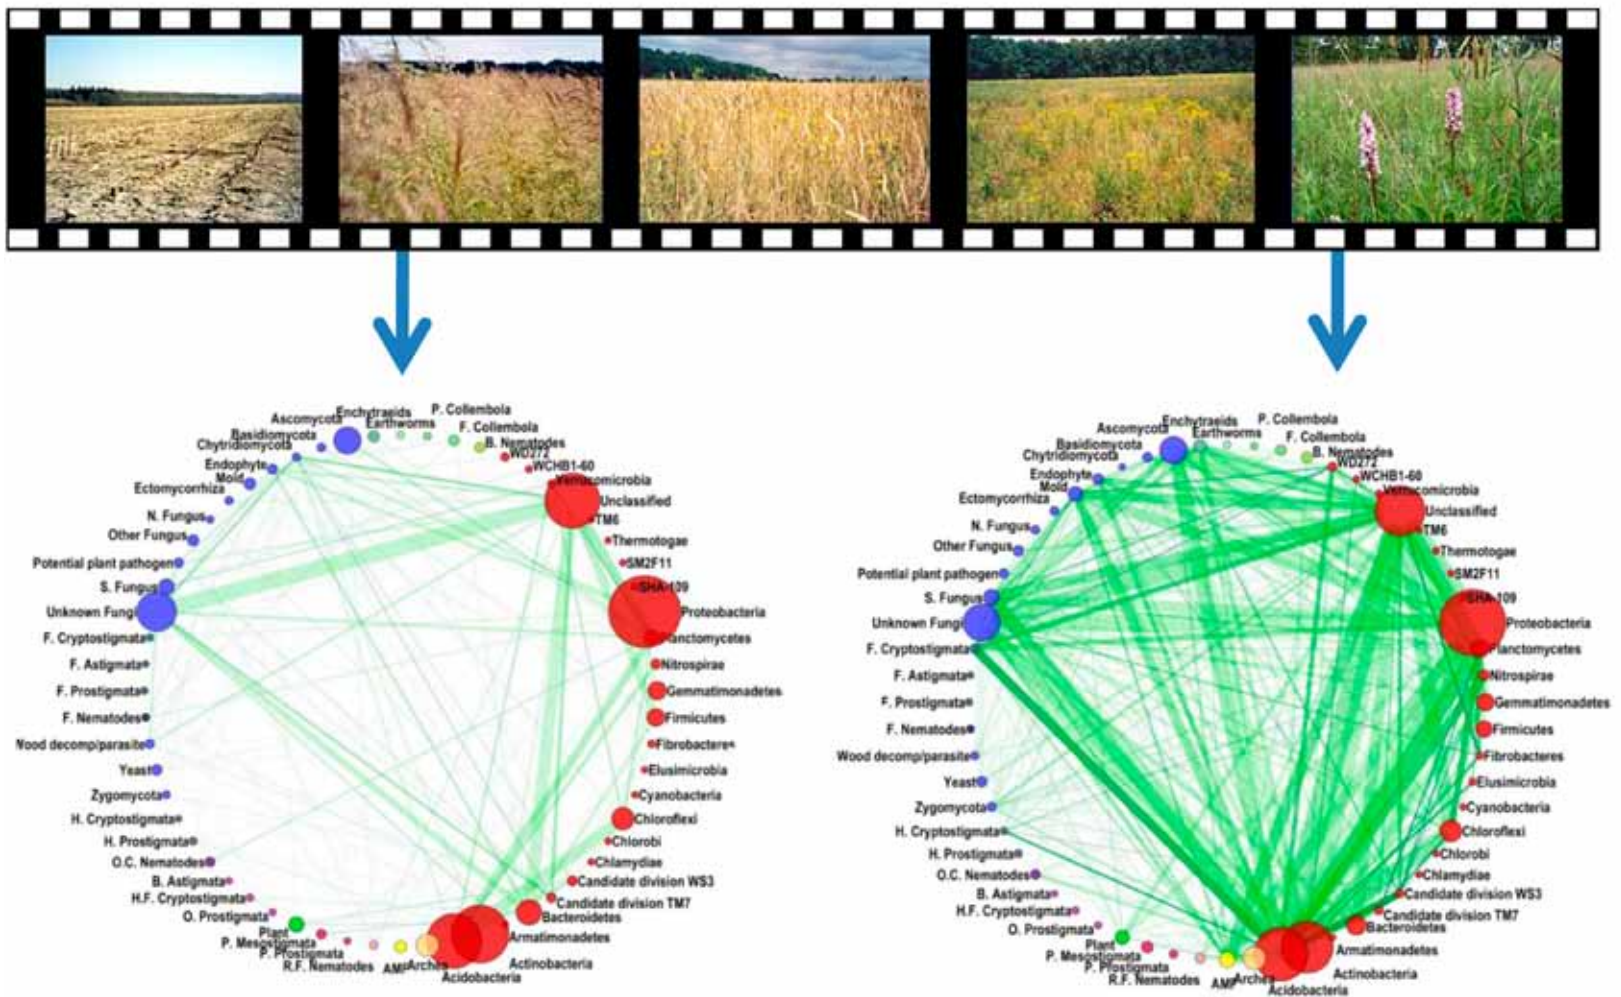 Enchytraeids
P. Collembola
Ascomycota
Earthworms
F. Collembola
Basidiomycota
B. Nematodes
Chytridiomycota
WD272
WCHB1-60
Endophyte
Mold
Verrucomicrobia
Ectomycorrhiza
Unclassified
N. Fungus
TM6
Other Fungus
Thermotogae
Potential plant pathogen
SM2F11
S. Fungus
SHA-109
Unknown Fungi
Proteobacteria
F. Cryptostigmata
Planctomycetes
F. Astigmata
Nitrospirae
F. Prostigmata
Gemmatimonadetes
F. Nematodes
Firmicutes
Wood decomp/parasite
Fibrobactere
Yeast
Elusimicrobia
Zygomycota
Cyanobacteria
H. Cryptostigmata
Chloroflexi
H. Prostigmata
Chlorobi
O.C. Nematodes
Chlamydiae
B. Astigmata
Candidate division WS3
H.F. Cryptostigmata
Candidate division TM7
O. Prostigmata
Bacteroidetes
Plant
Armatimonadetes
P. Mesostigmata
P. Prostigmata
R.F. Nematodes
AMF
Archea
Actinobacteria
Acidobacteria
Enchytraeids
P. Collembola
Ascomycota
Earthworms
F. Collembola
Basidiomycota
B. Nematodes
Chytridiomycota
WD272
WCHB1-60
Endophyte
Mold
Verrucomicrobia
Ectomycorrhiza
Unclassified
N. Fungus
TM6
Other Fungus
Thermotogae
Potential plant pathogen
SM2F11
S. Fungus
SHA-109
Unknown Fungi
Proteobacteria
F. Cryptostigmata
Planctomycetes
F. Astigmata
Nitrospirae
F. Prostigmata
Gemmatimonadetes
F. Nematodes
Firmicutes
Wood decomp/parasite
Fibrobacteres
Yeast
Elusimicrobia
Zygomycota
Cyanobacteria
H. Cryptostigmata
Chloroflexi
H. Prostigmata
Chlorobi
O.C. Nematodes
Chlamydiae
B. Astigmata
Candidate division WS3
H.F. Cryptostigmata
Candidate division TM7
O. Prostigmata
Bacteroidetes
Plant
Armatimonadetes
P. Mesostigmata
P. Prostigmata
R.F. Nematodes
AMF
Archea
Actinobacteria
Acidobacteria